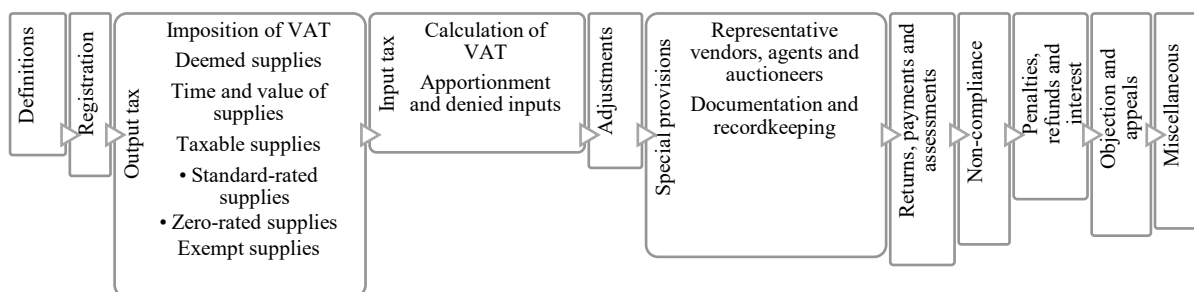 Definitions
Registration
Output tax
Imposition of VAT
Deemed supplies
Time and value of
supplies
Taxable supplies
• Standard-rated
supplies
• Zero-rated supplies
Exempt supplies
Input tax
Calculation of
VAT
Apportionment
and denied inputs
Adjustments
Special provisions
Representative
vendors, agents and
auctioneers
Documentation and
recordkeeping
Returns, payments and
assessments
Non-compliance
Penalties,
refunds and
interest
Objection and
appeals
Miscellaneous